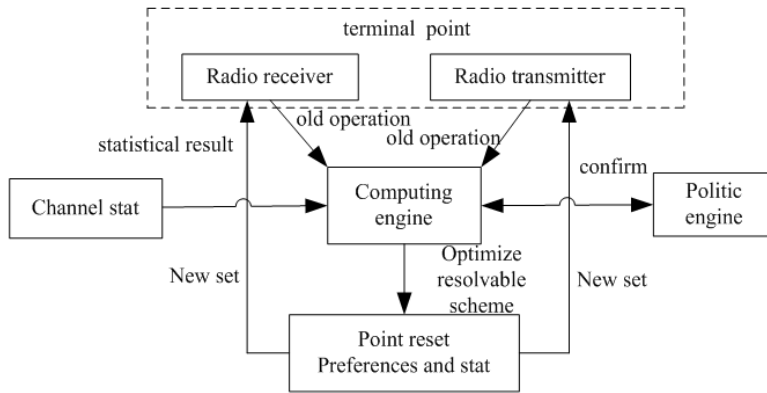 terminal point
Radio receiver
Radio transmitter
old operation
old operation
statistical result
confirm
Channel stat
Computing
engine
Politic
engine
Optimize
resolvable
scheme
New set
New set
Point reset
Preferences and stat